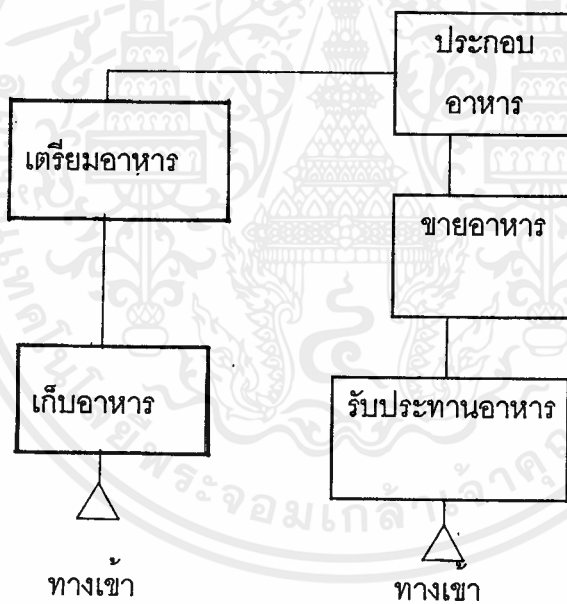 ประกอบ
อาหาร
เตรียมอาหาร
ขายอาหาร
เก็บอาหาร
รับประทานอาหาร
ทางเข้า
ทางเข้า